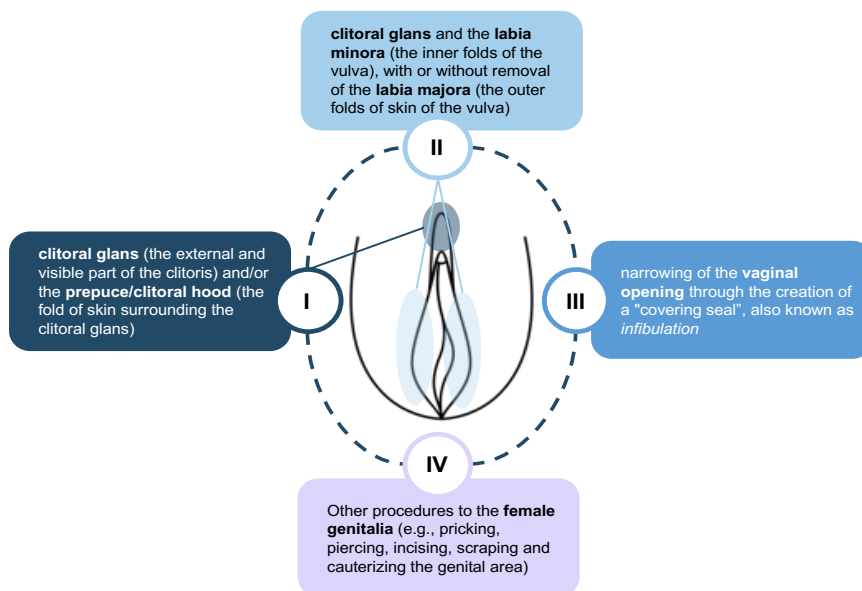 clitoral glans and the labia
minora (the inner folds of the
vulva), with or without removal
of the labia majora (the outer
folds of skin of the vulva)
II
clitoral glans (the external and
visible part of the clitoris) and/or
the prepuce/clitoral hood (the
fold of skin surrounding the
clitoral glans)
I
III
narrowing of the vaginal
opening through the creation of
a "covering seal”, also known as
infibulation
IV
Other procedures to the female
genitalia (e.g., pricking,
piercing, incising, scraping and
cauterizing the genital area)